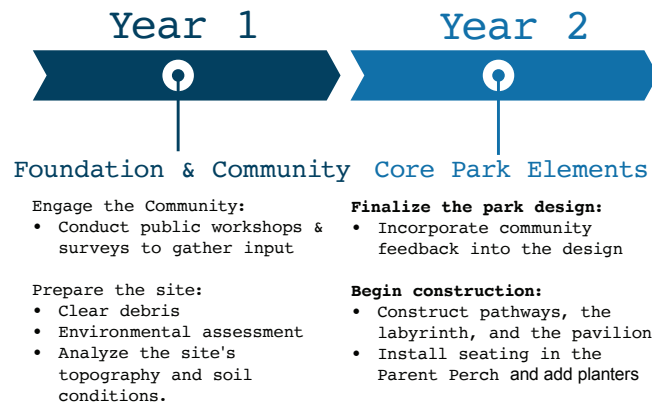 Year 1
Foundation & Community
Engage the Community:
• Conduct public workshops &
surveys to gather input
Prepare the site:
• Clear debris
• Environmental assessment
• Analyze the site's
topography and soil
conditions.
Year 2
Core Park Elements
Finalize the park design:
• Incorporate community
feedback into the design
Begin construction:
• Construct pathways, the
labyrinth, and the pavilion
• Install seating in the
Parent Perch and add planters